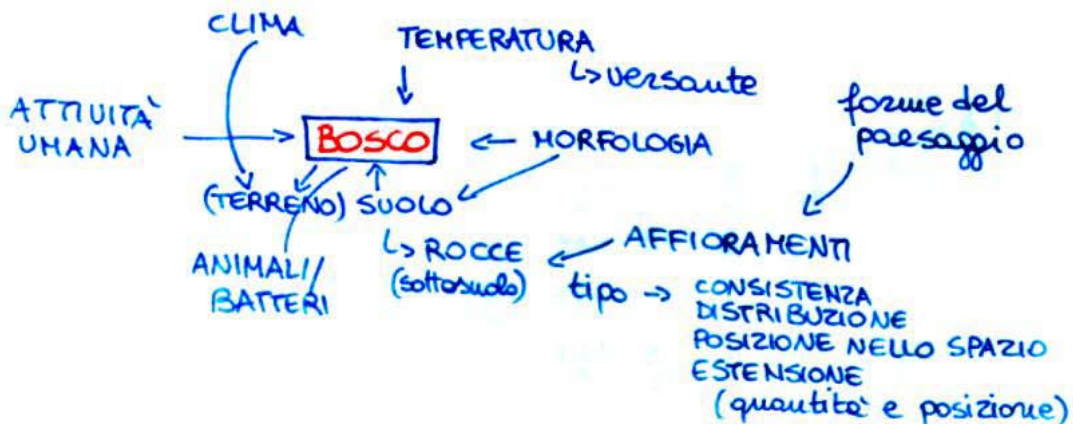 CLIMA
TEMPERATURA
↳ versante
ATTIVITÀ
UMANA
BOSCO
MORFOLOGIA
forme del
paesaggio
(TERRENO) SUOLO
↳ ROCCE
(sottosuolo)
AFFIORAMENTI
ANIMALI/
BATTERI
tipo → CONSISTENZA
DISTRIBUZIONE
POSIZIONE NELLO SPAZIO
ESTENSIONE
(quantità e posizione)